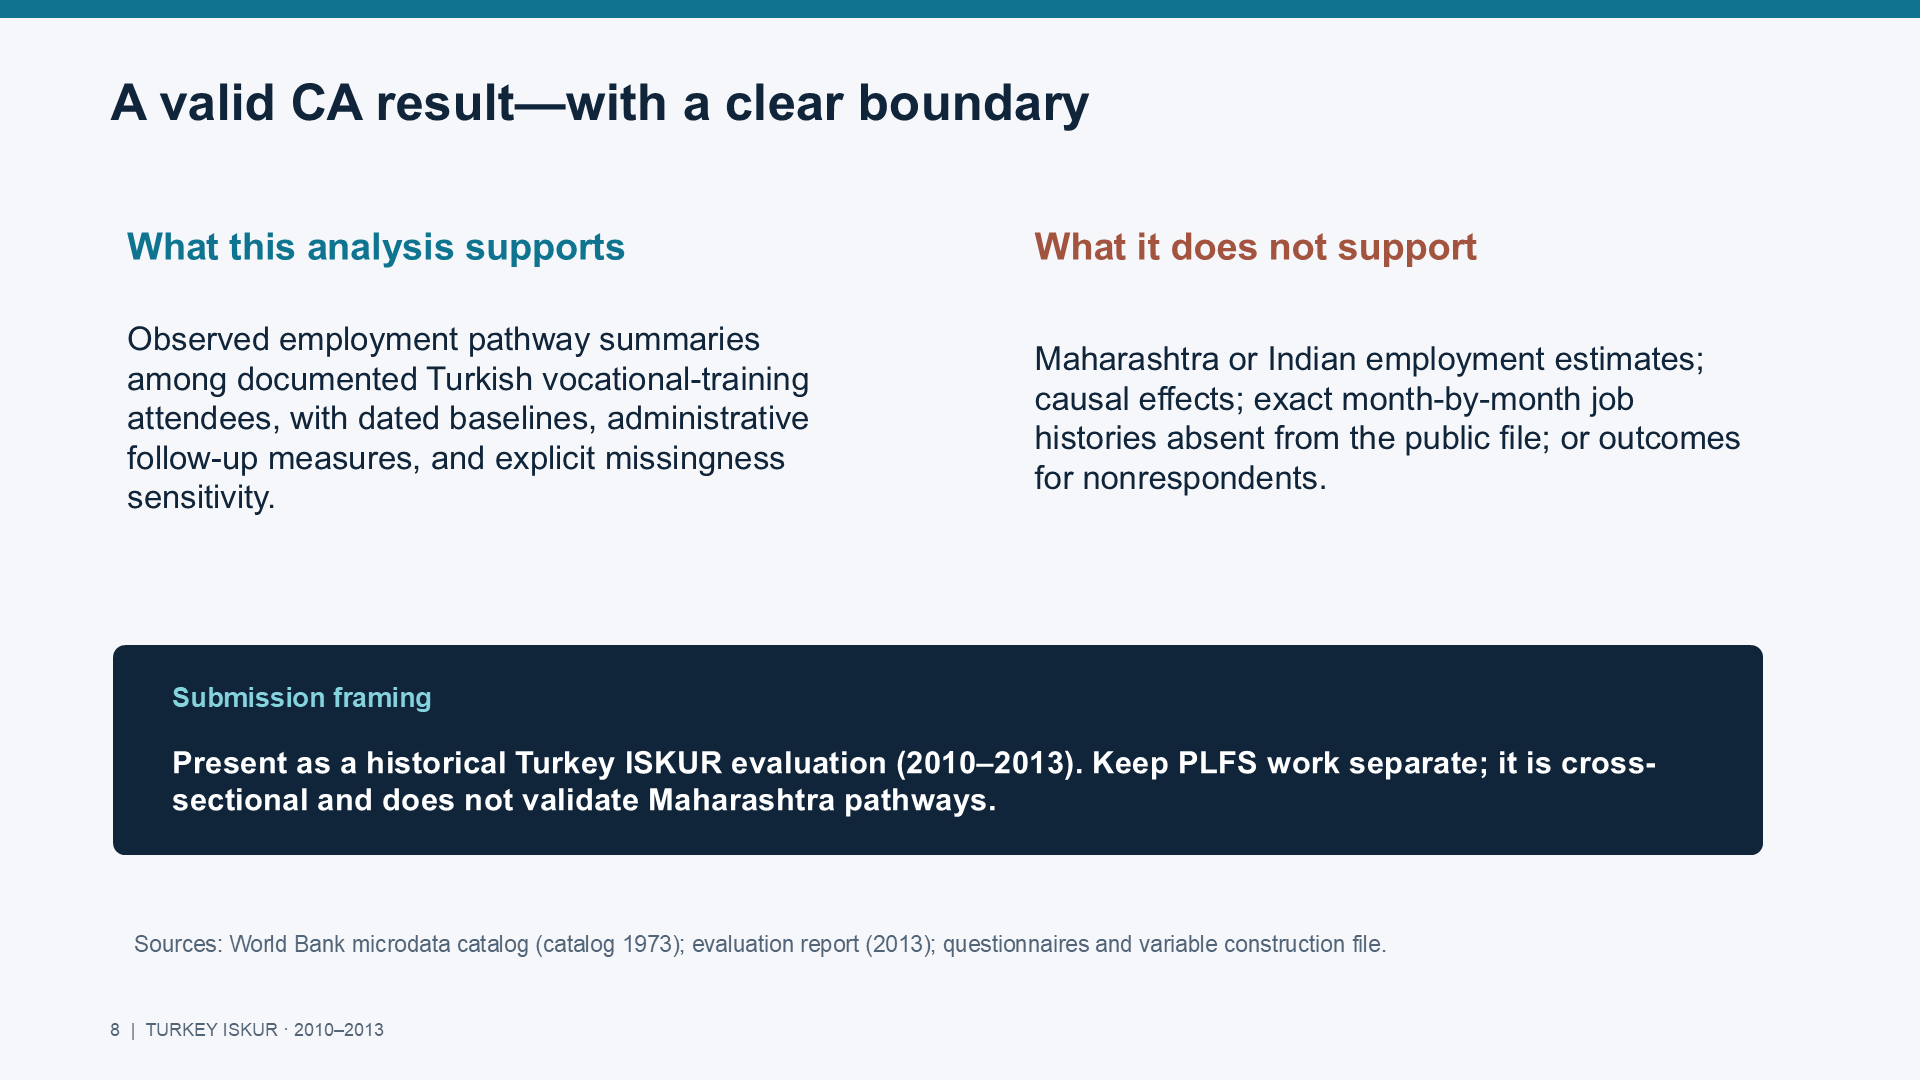 A valid CA result—with a clear boundary
What this analysis supports
Observed employment pathway summaries
among documented Turkish vocational-training
attendees, with dated baselines, administrative
follow-up measures, and explicit missingness
sensitivity.
What it does not support
Maharashtra or Indian employment estimates;
causal effects; exact month-by-month job
histories absent from the public file; or outcomes
for nonrespondents.
Submission framing
Present as a historical Turkey ISKUR evaluation (2010–2013). Keep PLFS work separate; it is cross-
sectional and does not validate Maharashtra pathways.
Sources: World Bank microdata catalog (catalog 1973); evaluation report (2013); questionnaires and variable construction file.
8 | TURKEY ISKUR · 2010–2013